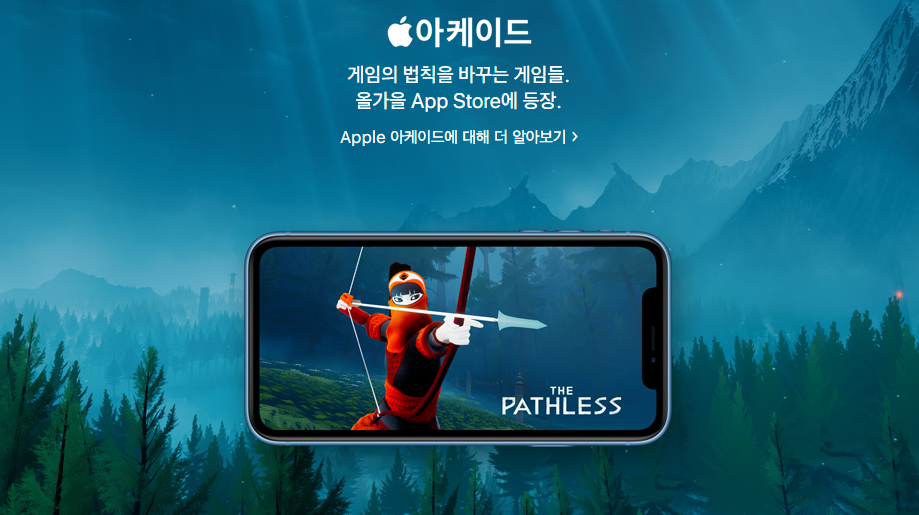 아케이드
게임의 법칙을 바꾸는 게임들.
올가을 App Store에 등장.
Apple 아케이드에 대해 더 알아보기 >
THE
PATHLESS